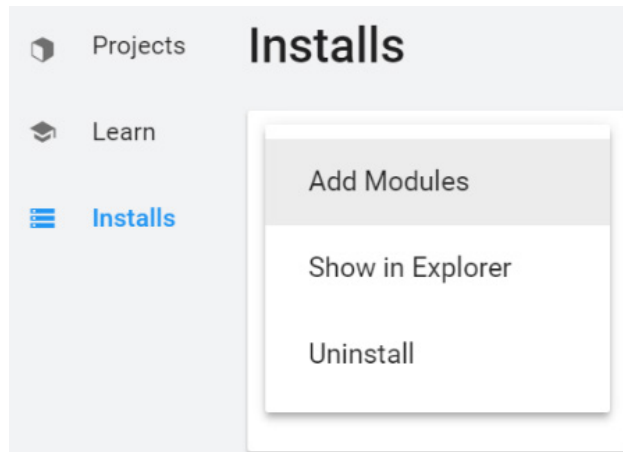 Projects
Installs
Learn
Add Modules
Installs
Show in Explorer
Uninstall